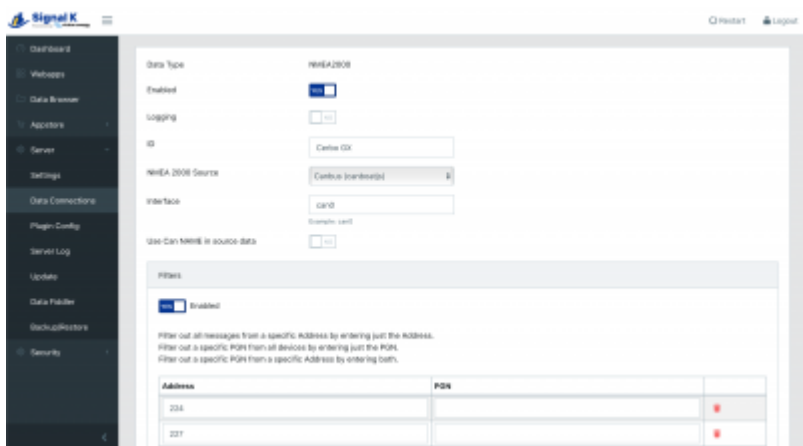 Signal K
Restart
Logout
Dashboard
Webapps
Data Browser
Appstore
Server
Settings
Data Connections
Plugin Config
Server Log
Update
Data Fiddler
Backup/Restore
Security
Data Type NMEA2000
Enabled YES
Logging NO
ID Cerbo GX
NMEA 2000 Source Canbus (canboatjs)
Interface can0
Example: can0
Use Can NAME in source data NO
Filters
YES Enabled
Filter out all messages from a specific Address by entering just the Address.
Filter out a specific PGN from all devices by entering just the PGN.
Filter out a specific PGN from a specific Address by entering both.
Address PGN
224
227